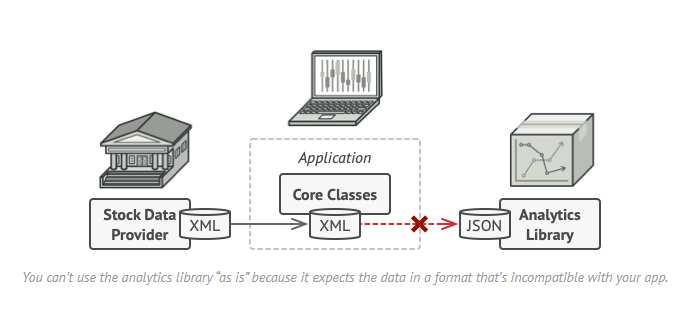 Application
Core Classes
Stock Data
Provider
XML
XML
JSON
Analytics
Library
You can’t use the analytics library “as is” because it expects the data in a format that’s incompatible with your app.